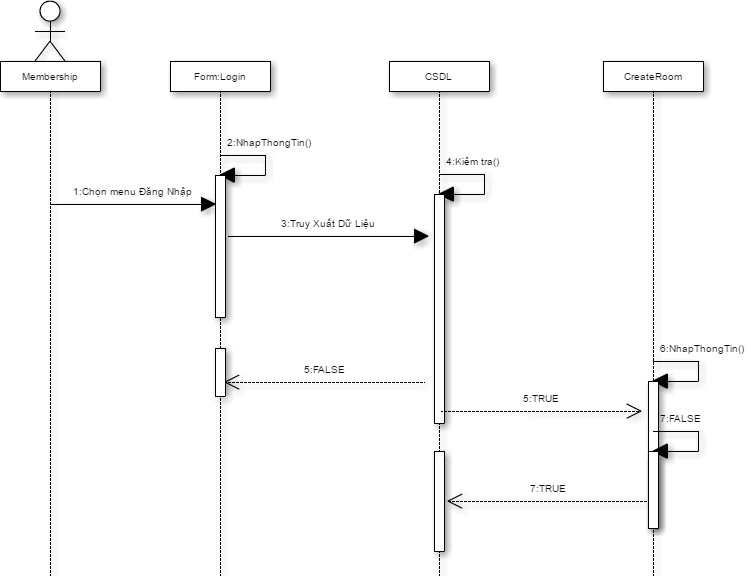 Membership
Form:Login
CSDL
CreateRoom
2:NhapThongTin()
4:Kiểm tra()
1:Chọn menu Đăng Nhập
3:Truy Xuất Dữ Liệu
6:NhapThongTin()
5:FALSE
5:TRUE
7:FALSE
7:TRUE